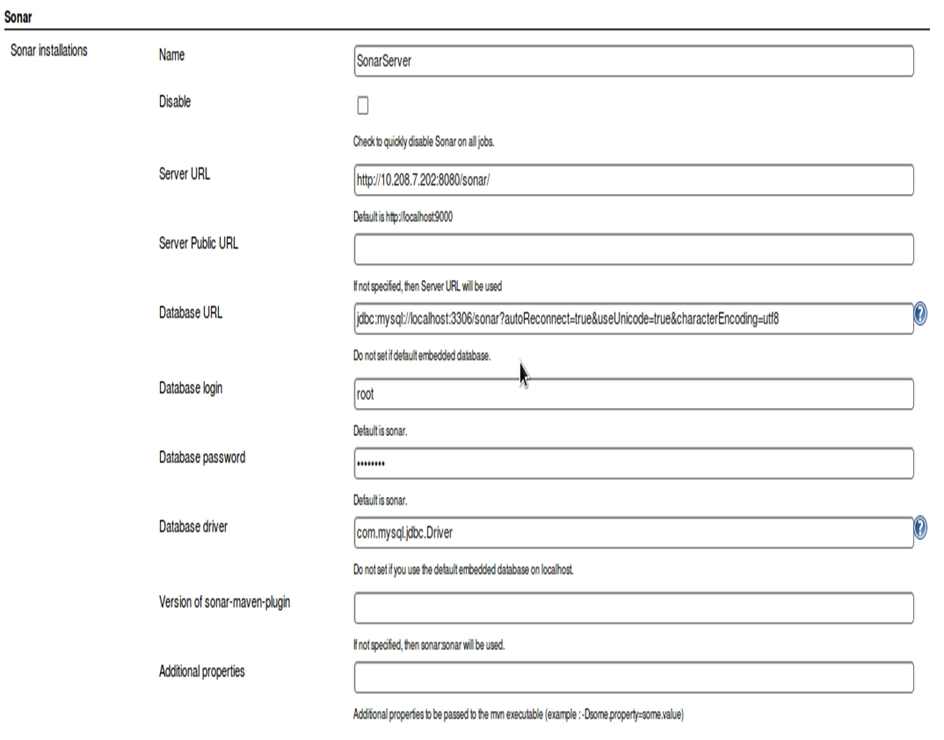 Sonar
Sonar installations
Name
SonarServer
Disable
Check to quickly disable Sonar on all jobs.
Server URL
http://10.208.7.202:8080/sonar/
Default is http://localhost:9000
Server Public URL
If not specified, then Server URL will be used
Database URL
jdbc:mysql://localhost:3306/sonar?autoReconnect=true&useUnicode=true&characterEncoding=utf8
?
Do not set if default embedded database.
Database login
root
Default is sonar.
Database password
••••••••
Default is sonar.
Database driver
com.mysql.jdbc.Driver
?
Do not set if you use the default embedded database on localhost.
Version of sonar-maven-plugin
If not specified, then sonar:sonar will be used.
Additional properties
Additional properties to be passed to the mvn executable (example : -Dsome.property=some.value)